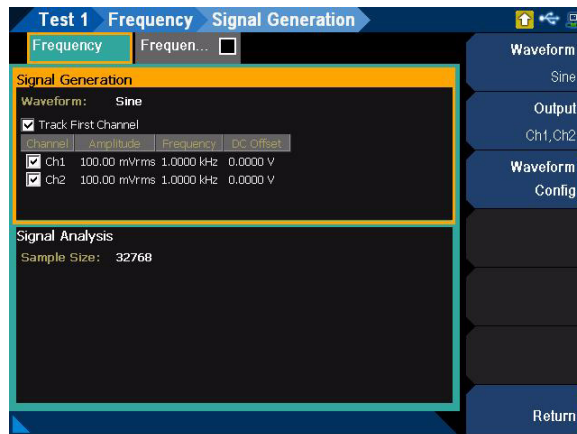 Test 1 Frequency Signal Generation
Frequency Frequen...
Signal Generation
Waveform: Sine
Track First Channel
Channel Amplitude Frequency DC Offset
Ch1 100.00 mVrms 1.0000 kHz 0.0000 V
Ch2 100.00 mVrms 1.0000 kHz 0.0000 V
Signal Analysis
Sample Size: 32768
Waveform
Sine
Output
Ch1,Ch2
Waveform
Config
Return